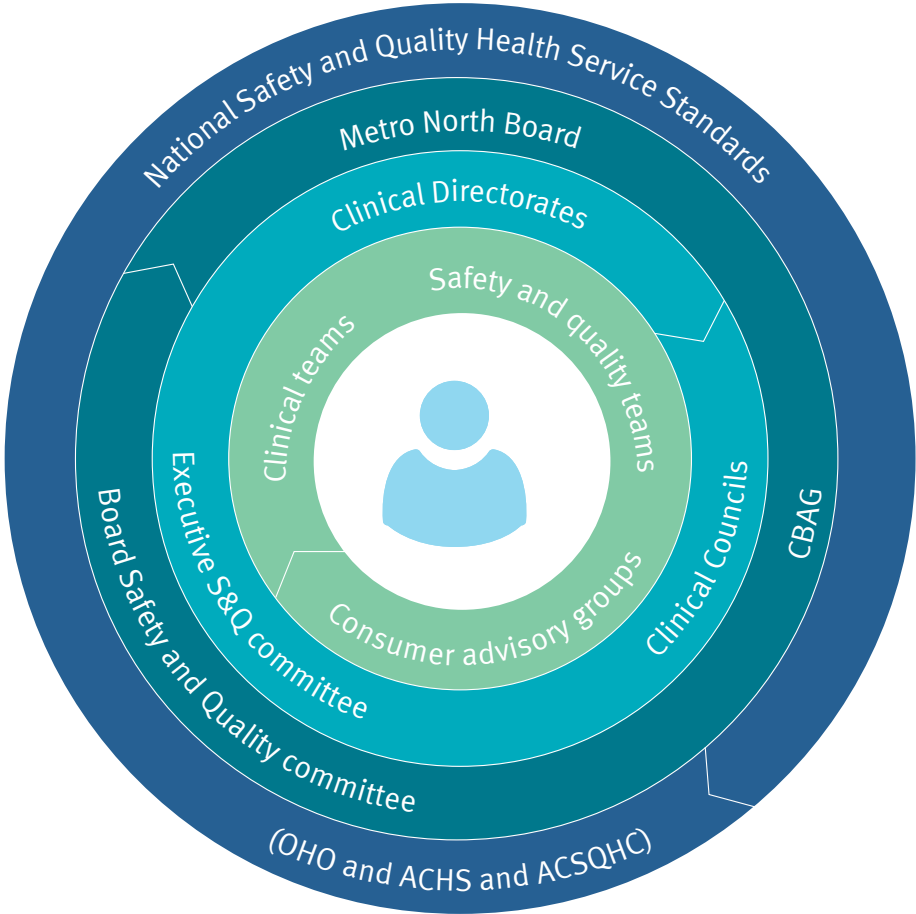 National Safety and Quality Health Service Standards
Metro North Board
Clinical Directorates
Safety and quality teams
Clinical teams
Consumer advisory groups
Clinical Councils
Executive S&Q committee
CBAG
Board Safety and Quality committee
(OHO and ACHS and ACSQHC)